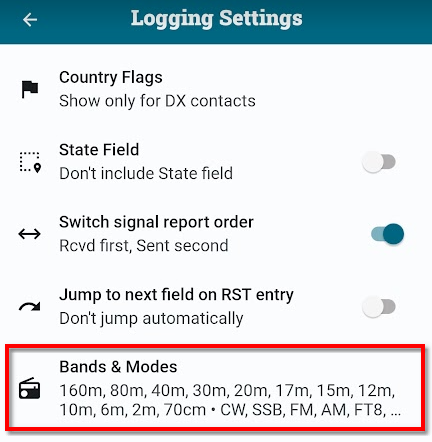 Logging Settings
Country Flags
Show only for DX contacts
State Field
Don't include State field
Switch signal report order
Rcvd first, Sent second
Jump to next field on RST entry
Don't jump automatically
Bands & Modes
160m, 80m, 40m, 30m, 20m, 17m, 15m, 12m,
10m, 6m, 2m, 70cm • CW, SSB, FM, AM, FT8, ...